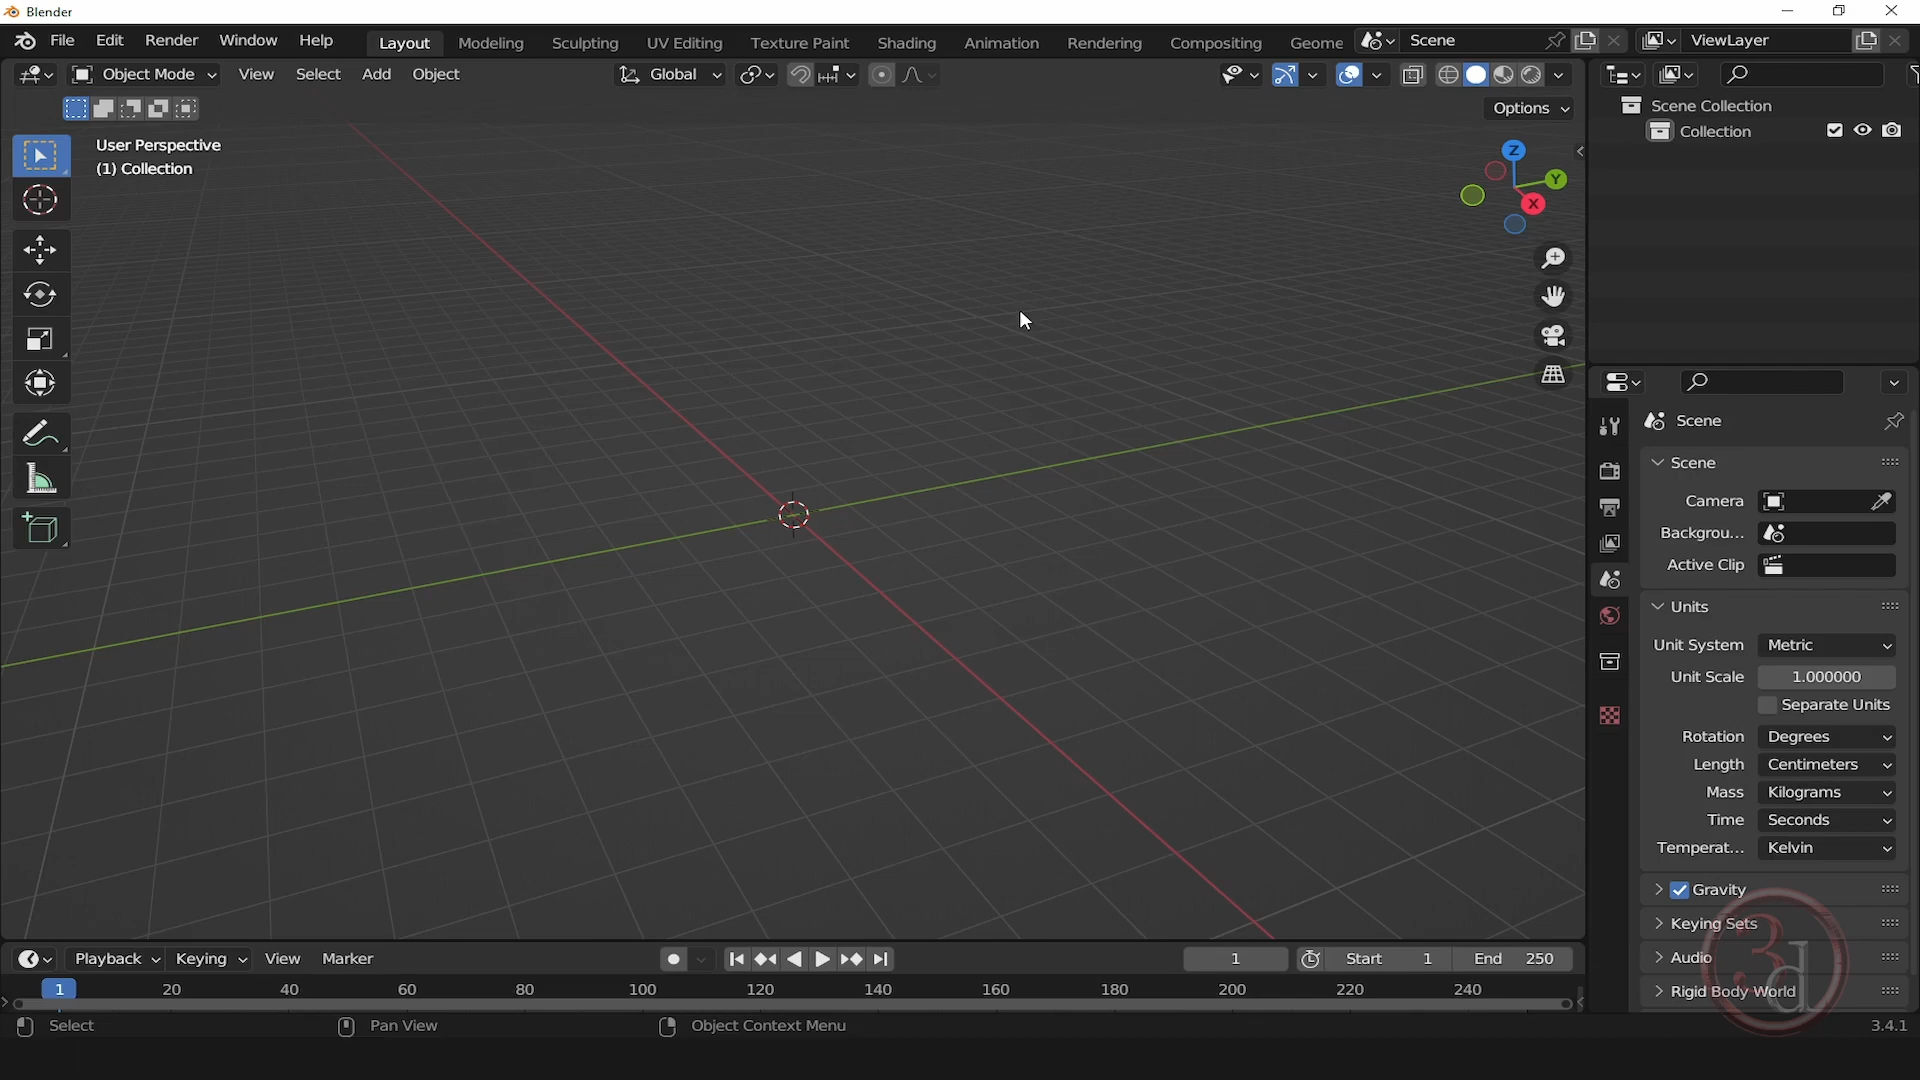 Blender
File Edit Render Window Help Layout Modeling Sculpting UV Editing Texture Paint Shading Animation Rendering Compositing Geome Scene ViewLayer
Object Mode View Select Add Object Global
Options
User Perspective
(1) Collection
Z
Y
X
Scene Collection
Collection
Scene
Scene
Camera
Backgrou...
Active Clip
Units
Unit System Metric
Unit Scale 1.000000
Separate Units
Rotation Degrees
Length Centimeters
Mass Kilograms
Time Seconds
Temperat... Kelvin
Gravity
Keying Sets
Audio
Rigid Body World
3d
Playback Keying View Marker 1 Start 1 End 250
1 20 40 60 80 100 120 140 160 180 200 220 240
Select Pan View Object Context Menu 3.4.1